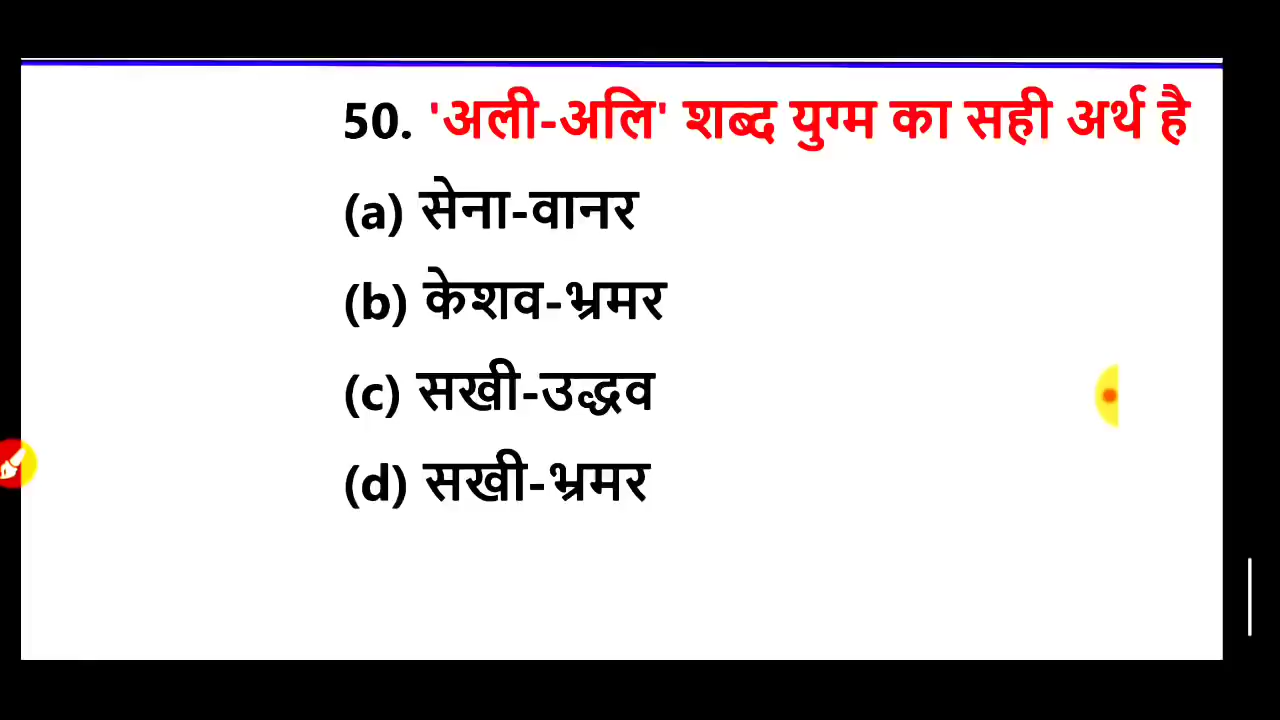 50. 'अली-अलि' शब्द युग्म का सही अर्थ है
(a) सेना-वानर
(b) केशव-भ्रमर
(c) सखी-उद्धव
(d) सखी-भ्रमर